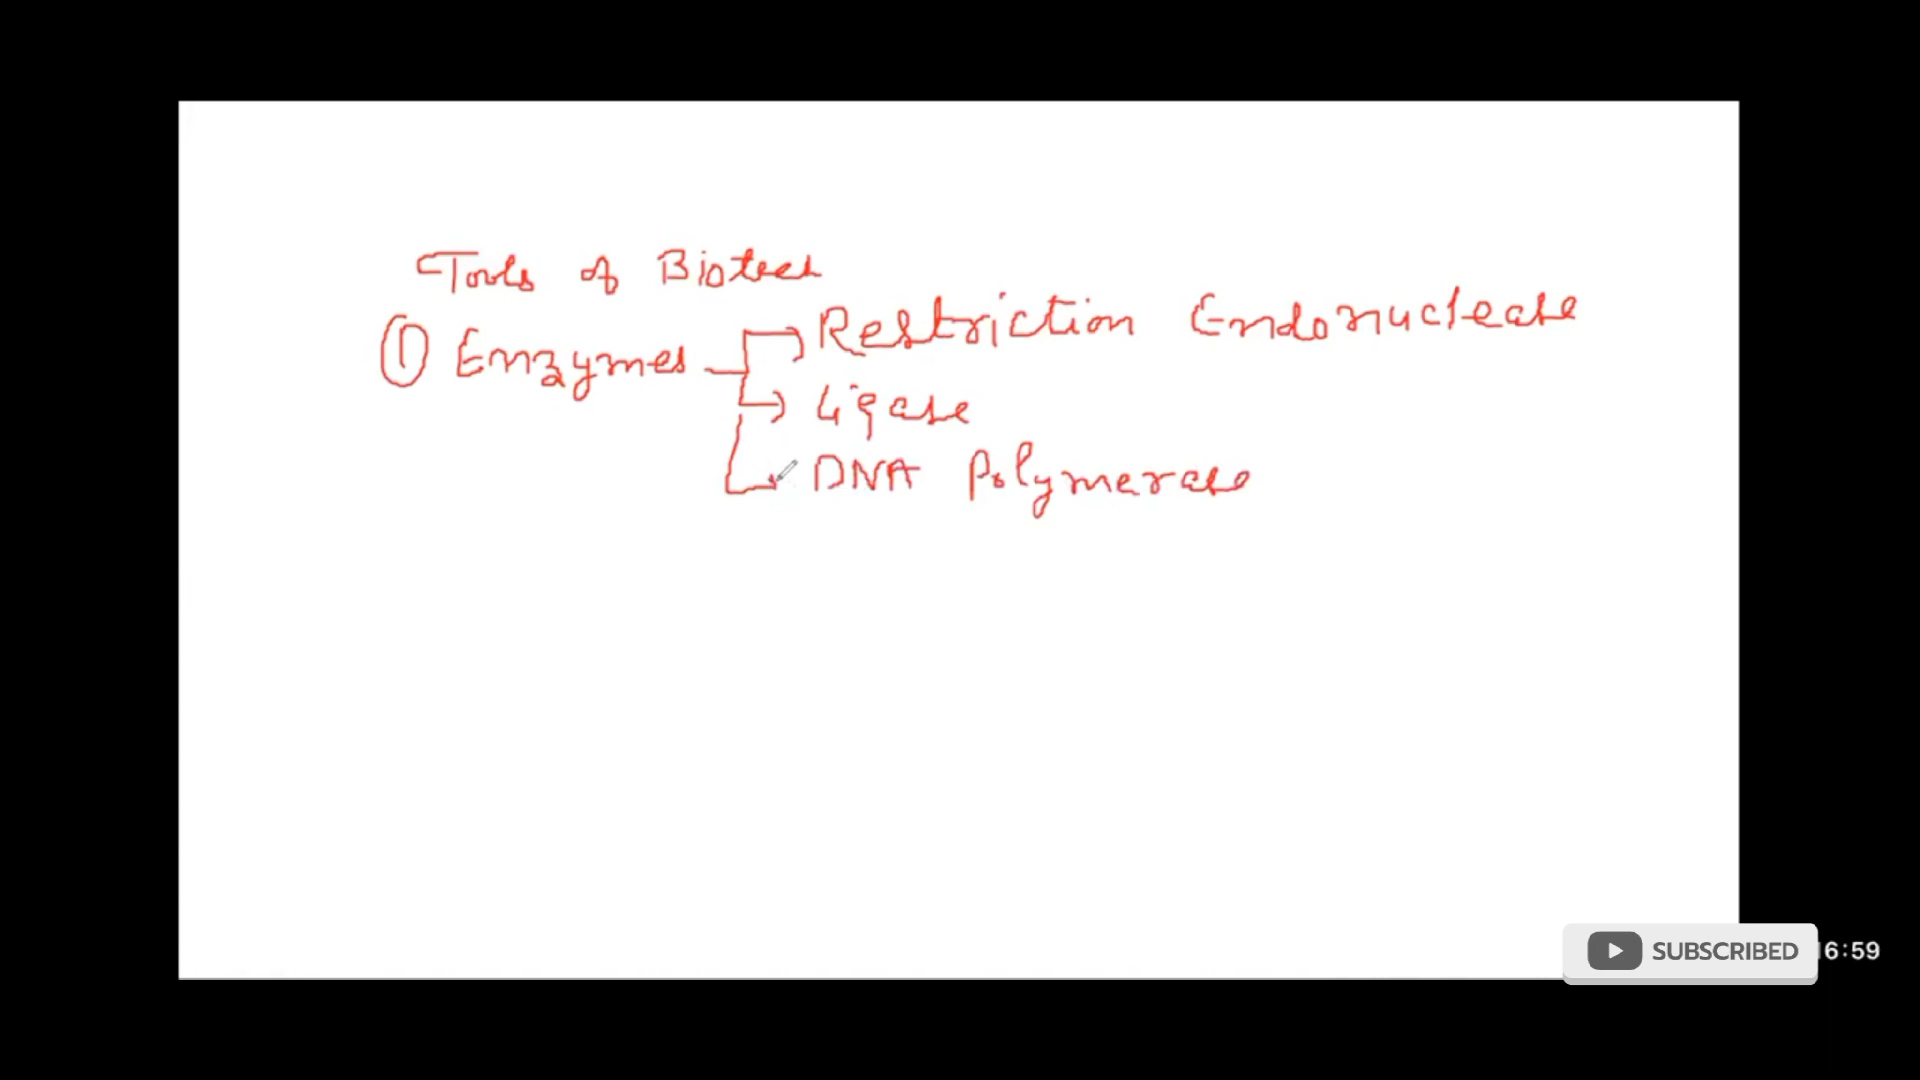 Tools of Biotech
① Enzymes → Restriction Endonuclease
→ Ligase
→ DNA Polymerase
SUBSCRIBED 6:59